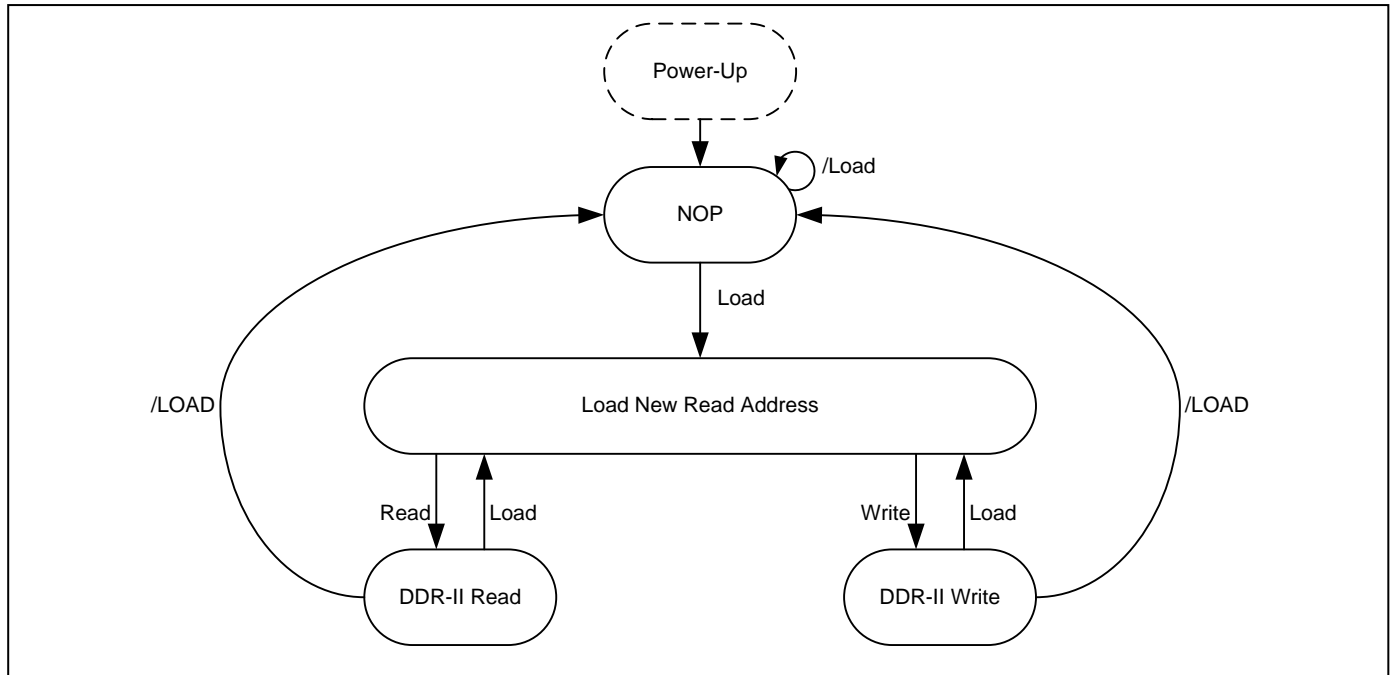 Power-Up
/Load
NOP
Load
/LOAD
Load New Read Address
/LOAD
Read
Load
Write
Load
DDR-II Read
DDR-II Write